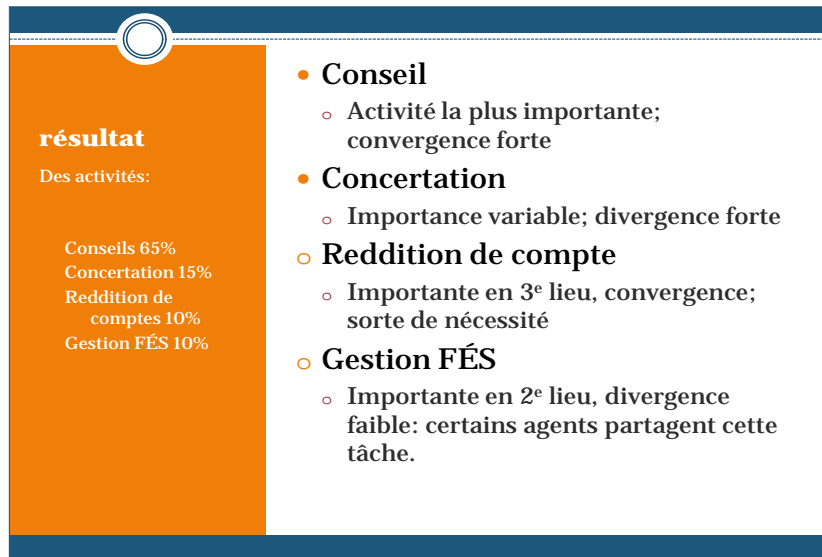 résultat
Des activités:
Conseils 65%
Concertation 15%
Reddition de
comptes 10%
Gestion FÉS 10%
• Conseil
o Activité la plus importante;
convergence forte
• Concertation
o Importance variable; divergence forte
o Reddition de compte
o Importante en 3e lieu, convergence;
sorte de nécessité
o Gestion FÉS
o Importante en 2e lieu, divergence
faible: certains agents partagent cette
tâche.